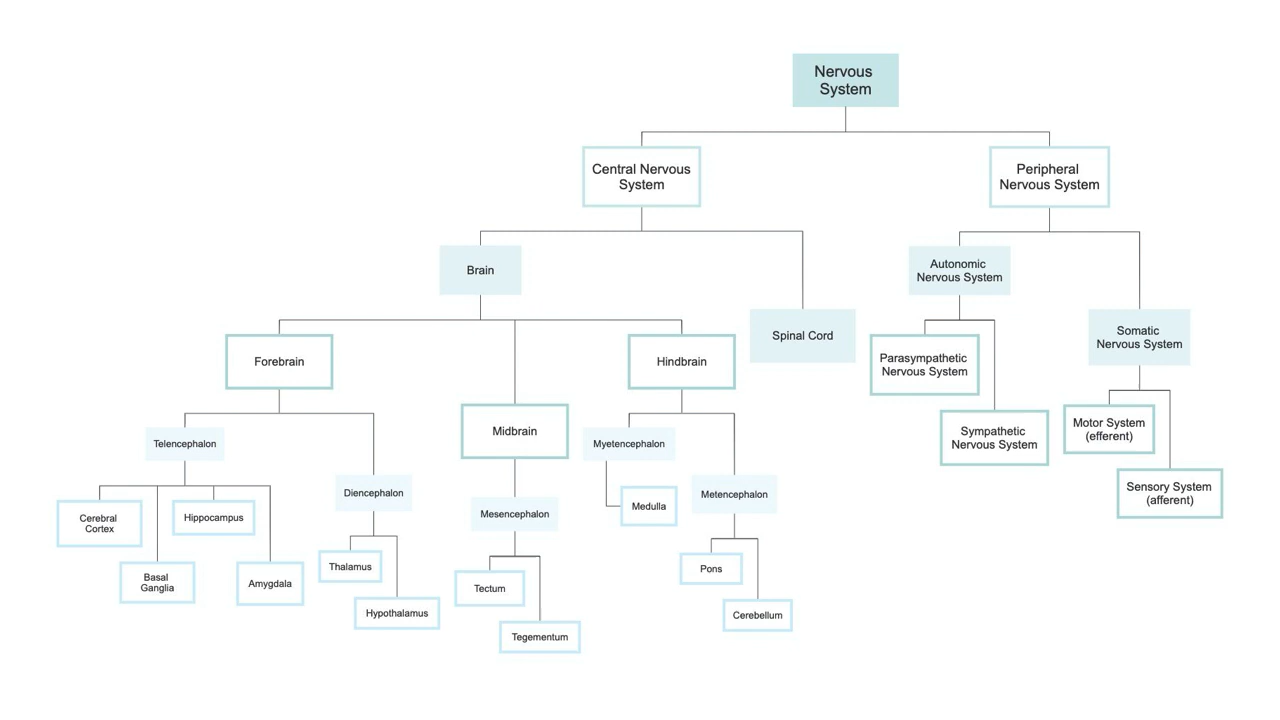 Nervous
System
Central Nervous
System
Peripheral
Nervous System
Brain
Autonomic
Nervous System
Spinal Cord
Somatic
Nervous System
Forebrain
Hindbrain
Parasympathetic
Nervous System
Midbrain
Sympathetic
Nervous System
Motor System
(efferent)
Telencephalon
Myetencephalon
Diencephalon
Metencephalon
Sensory System
(afferent)
Cerebral
Cortex
Hippocampus
Mesencephalon
Medulla
Basal
Ganglia
Amygdala
Thalamus
Tectum
Pons
Hypothalamus
Cerebellum
Tegementum